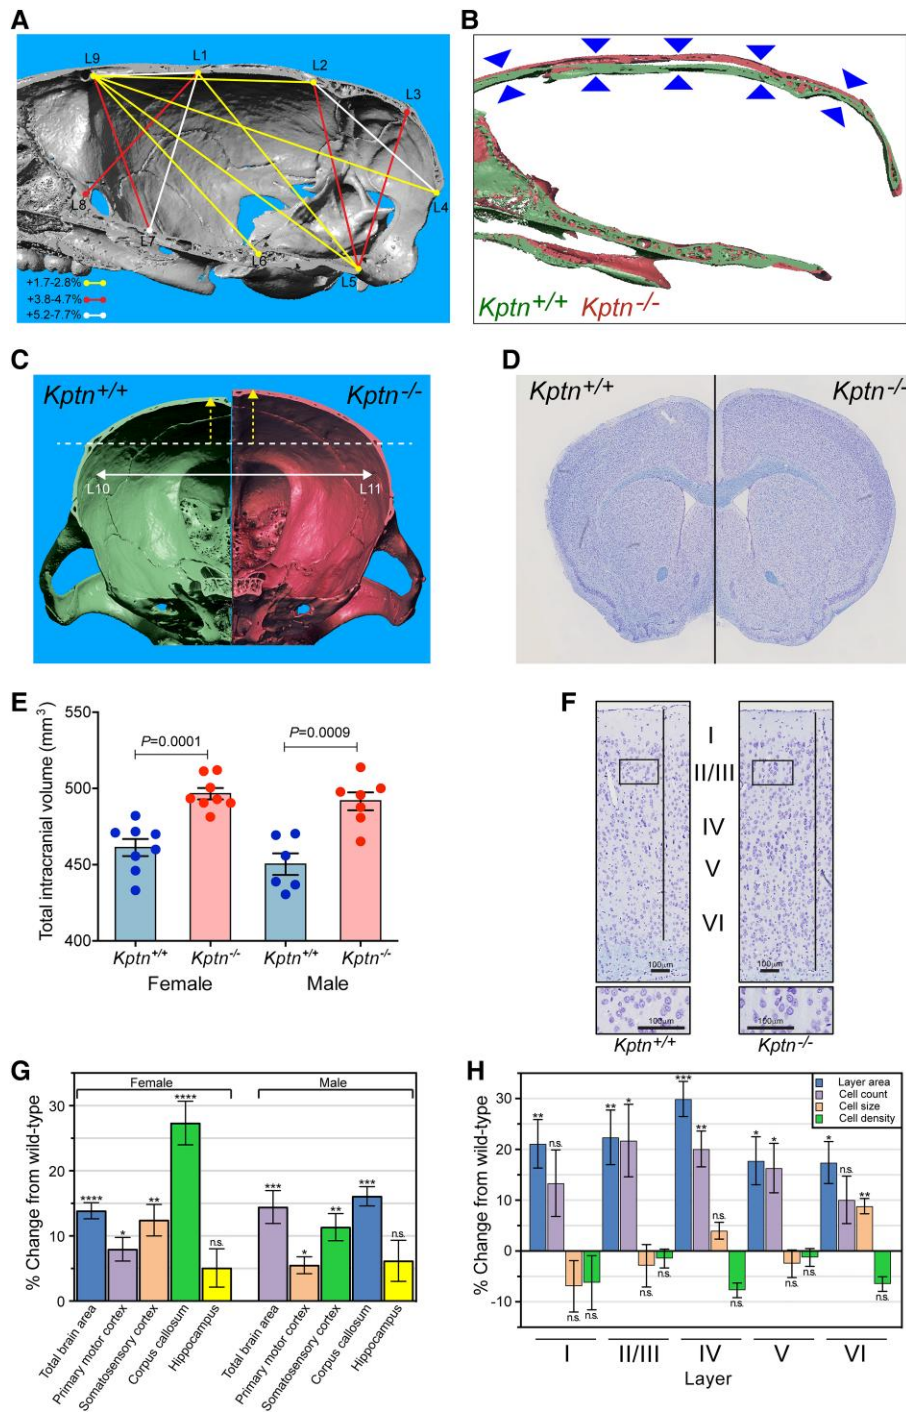 A
L9
L1
L2
L3
L4
L8
L7
L6
L5
+1.7-2.8%
+3.8-4.7%
+5.2-7.7%
B
Kptn+/+ Kptn-/-
C
Kptn+/+ Kptn-/-
L10 L11
D
Kptn+/+ Kptn-/-
E
Total intracranial volume (mm3)
550
500
450
400
P=0.0001
P=0.0009
Kptn+/+ Kptn-/- Kptn+/+ Kptn-/-
Female Male
F
I
II/III
IV
V
VI
100µm 100µm
100µm 100µm
Kptn+/+ Kptn-/-
G
% Change from wild-type
30
20
10
0
Female Male
**** * ** **** n.s. *** * ** *** n.s.
Total brain area
Primary motor cortex
Somatosensory cortex
Corpus callosum
Hippocampus
Total brain area
Primary motor cortex
Somatosensory cortex
Corpus callosum
Hippocampus
H
% Change from wild-type
30
20
10
0
-10
Layer area
Cell count
Cell size
Cell density
** n.s. n.s. n.s.
** * n.s. n.s.
*** ** n.s. n.s.
* * n.s. n.s.
* n.s. ** n.s.
I II/III IV V VI
Layer